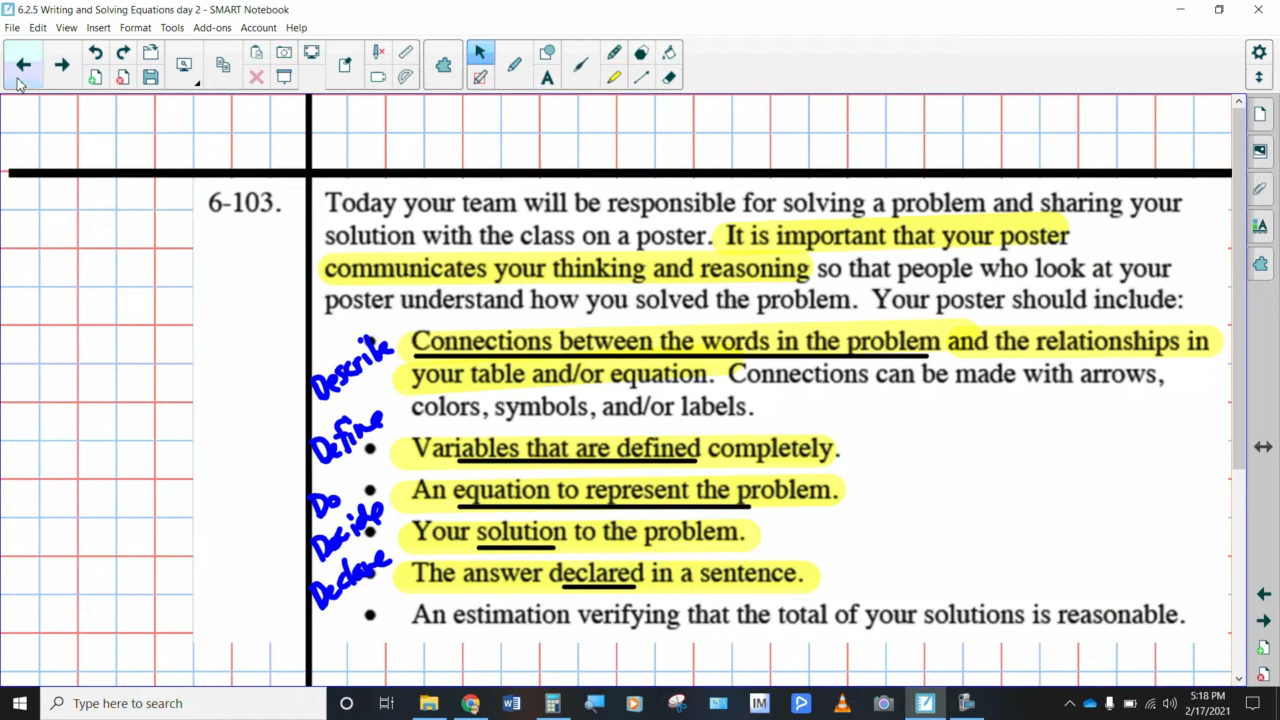 6.2.5 Writing and Solving Equations day 2 - SMART Notebook
File Edit View Insert Format Tools Add-ons Account Help
6-103. Today your team will be responsible for solving a problem and sharing your
solution with the class on a poster. It is important that your poster
communicates your thinking and reasoning so that people who look at your
poster understand how you solved the problem. Your poster should include:
Describe • Connections between the words in the problem and the relationships in
your table and/or equation. Connections can be made with arrows,
colors, symbols, and/or labels.
Define • Variables that are defined completely.
Do • An equation to represent the problem.
Decide • Your solution to the problem.
Declare • The answer declared in a sentence.
• An estimation verifying that the total of your solutions is reasonable.
Type here to search
5:18 PM
2/17/2021